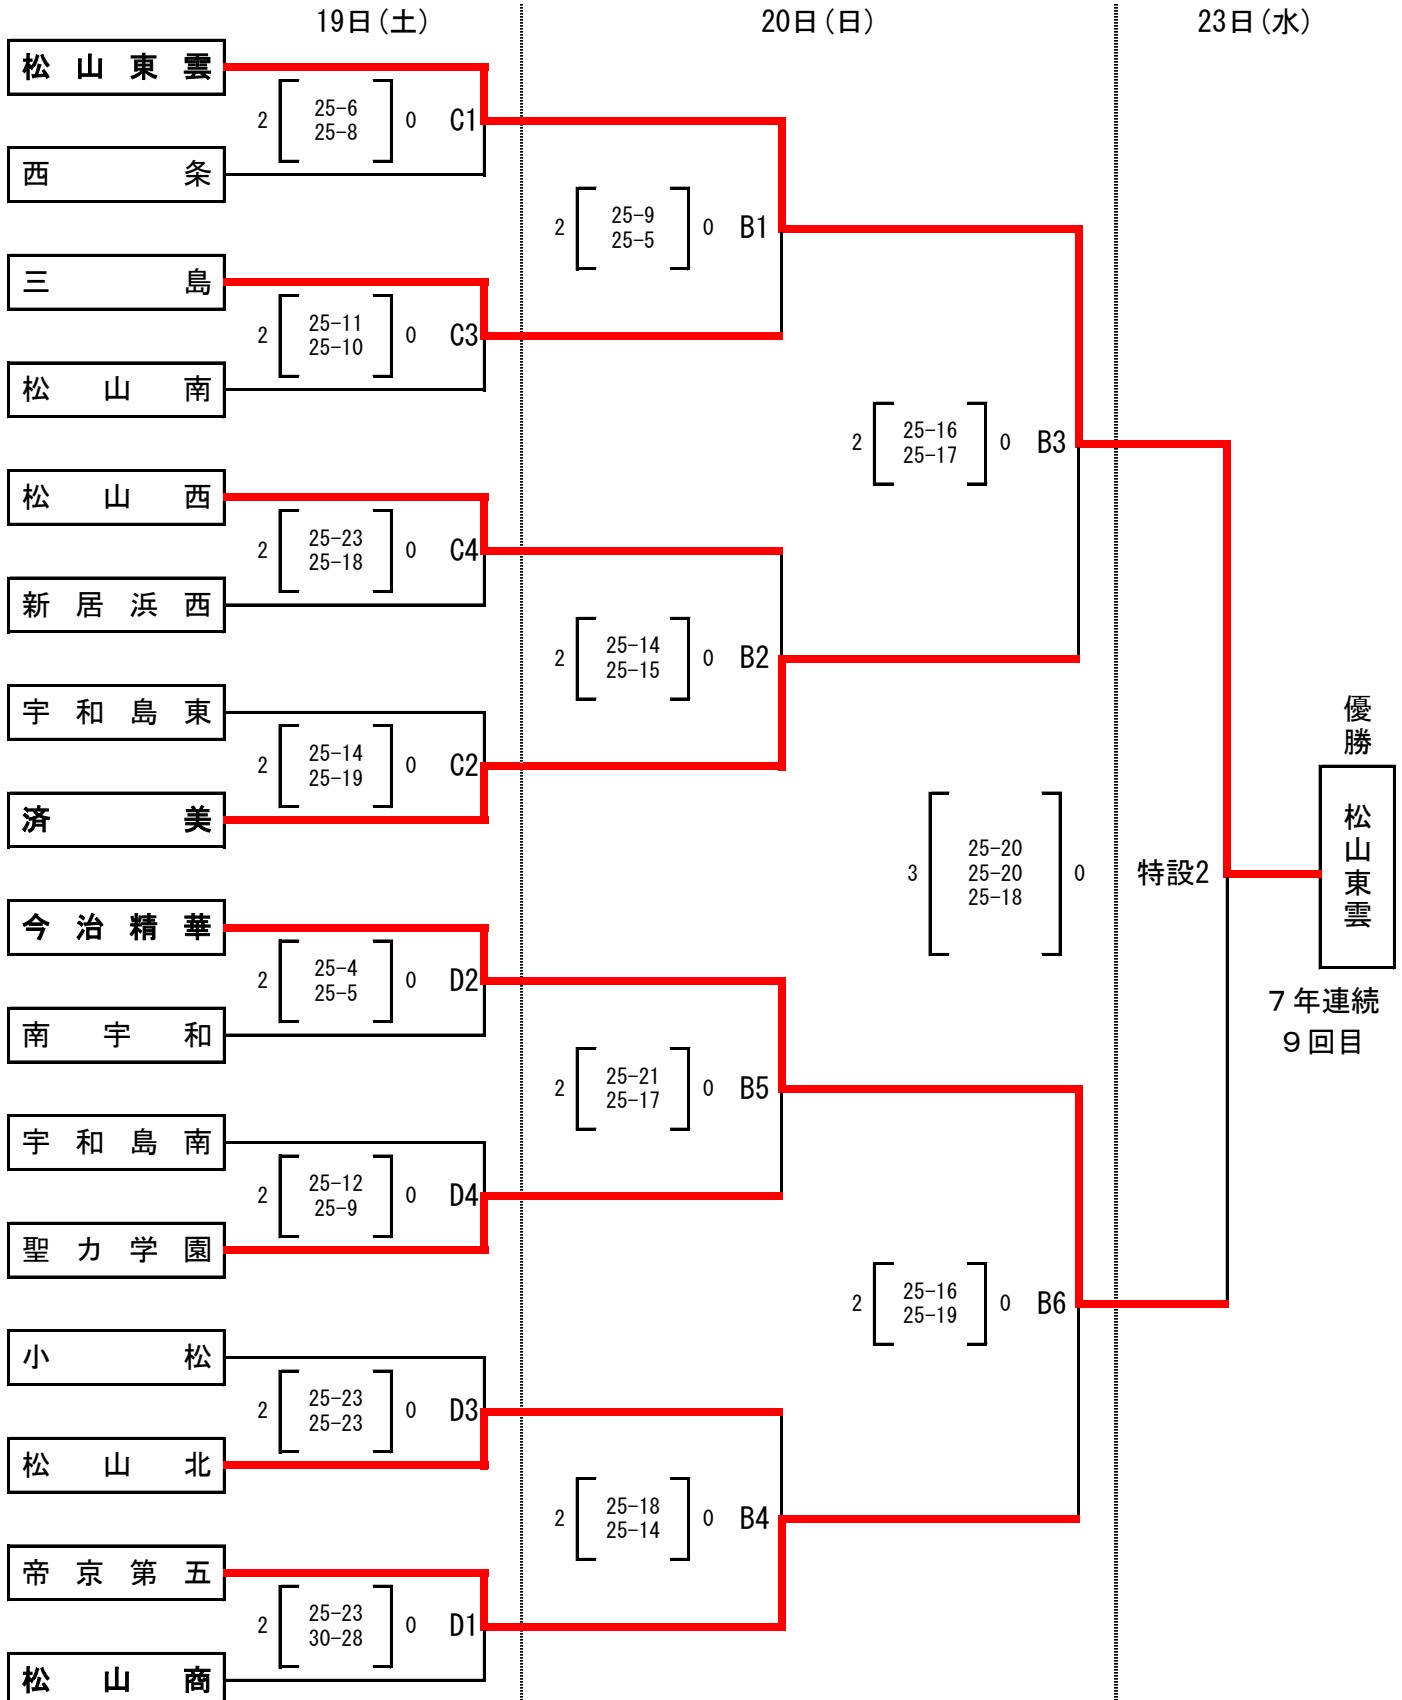 19日(土) 20日(日) 23日(水)
松山東雲
2 25-6 0 C1
25-8
西条
2 25-9 0 B1
25-5
三島
2 25-11 0 C3
25-10
松山南
2 25-16 0 B3
25-17
松山西
2 25-23 0 C4
25-18
新居浜西
2 25-14 0 B2
25-15
宇和島東
2 25-14 0 C2
25-19
済美
優勝
松山東雲
7年連続
9回目
3 25-20 0 特設2
25-20
25-18
今治精華
2 25-4 0 D2
25-5
南宇和
2 25-21 0 B5
25-17
宇和島南
2 25-12 0 D4
25-9
聖カ学園
2 25-16 0 B6
25-19
小松
2 25-23 0 D3
25-23
松山北
2 25-18 0 B4
25-14
帝京第五
2 25-23 0 D1
30-28
松山商